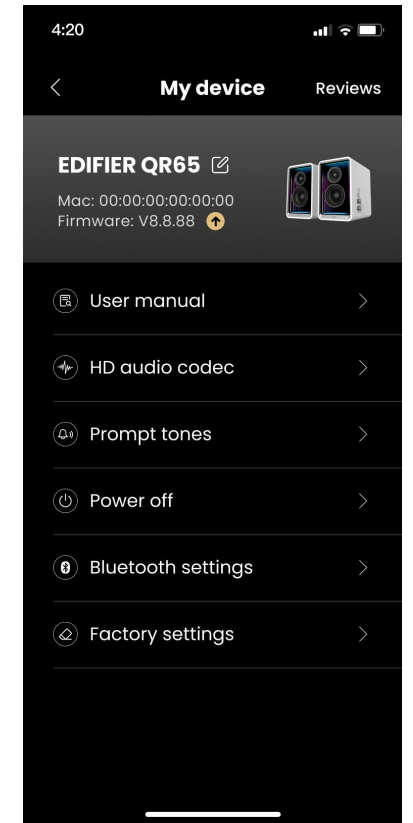 4:20
My device
Reviews
EDIFIER QR65
Mac: 00:00:00:00:00:00
Firmware: V8.8.88
User manual
HD audio codec
Prompt tones
Power off
Bluetooth settings
Factory settings